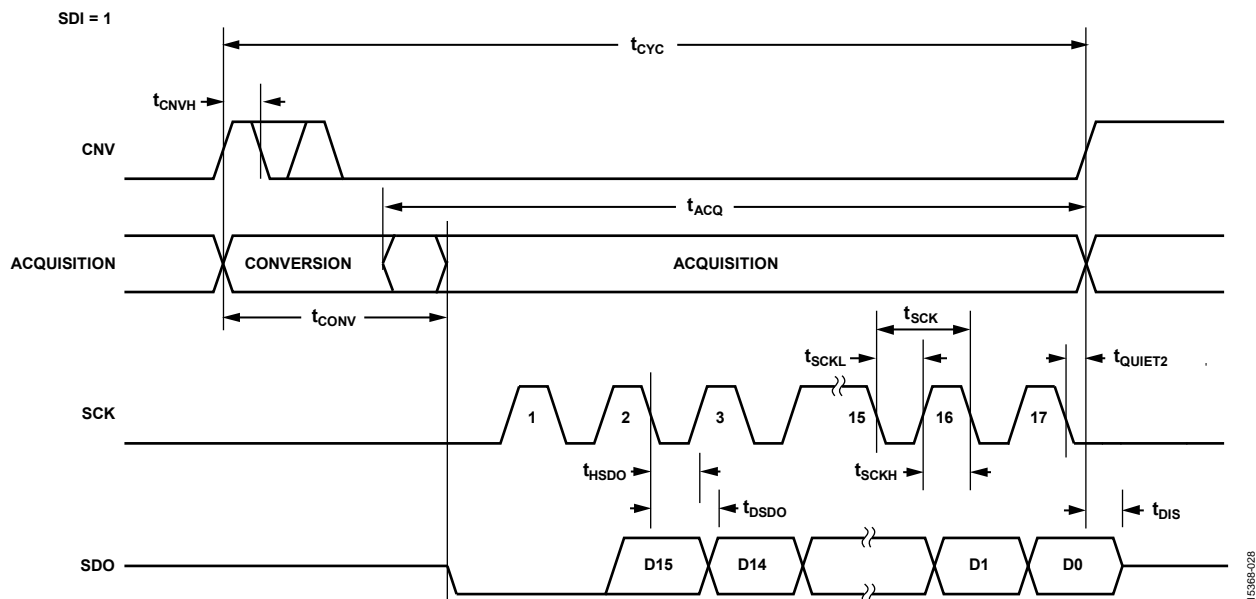 SDI = 1
tCYC
tCNVH
CNV
tACQ
ACQUISITION
CONVERSION
ACQUISITION
tCONV
tSCK
tSCKL
tQUIET2
SCK
1
2
3
15
16
17
tHSDO
tSCKH
tDSDO
tDIS
SDO
D15
D14
D1
D0
15368-028